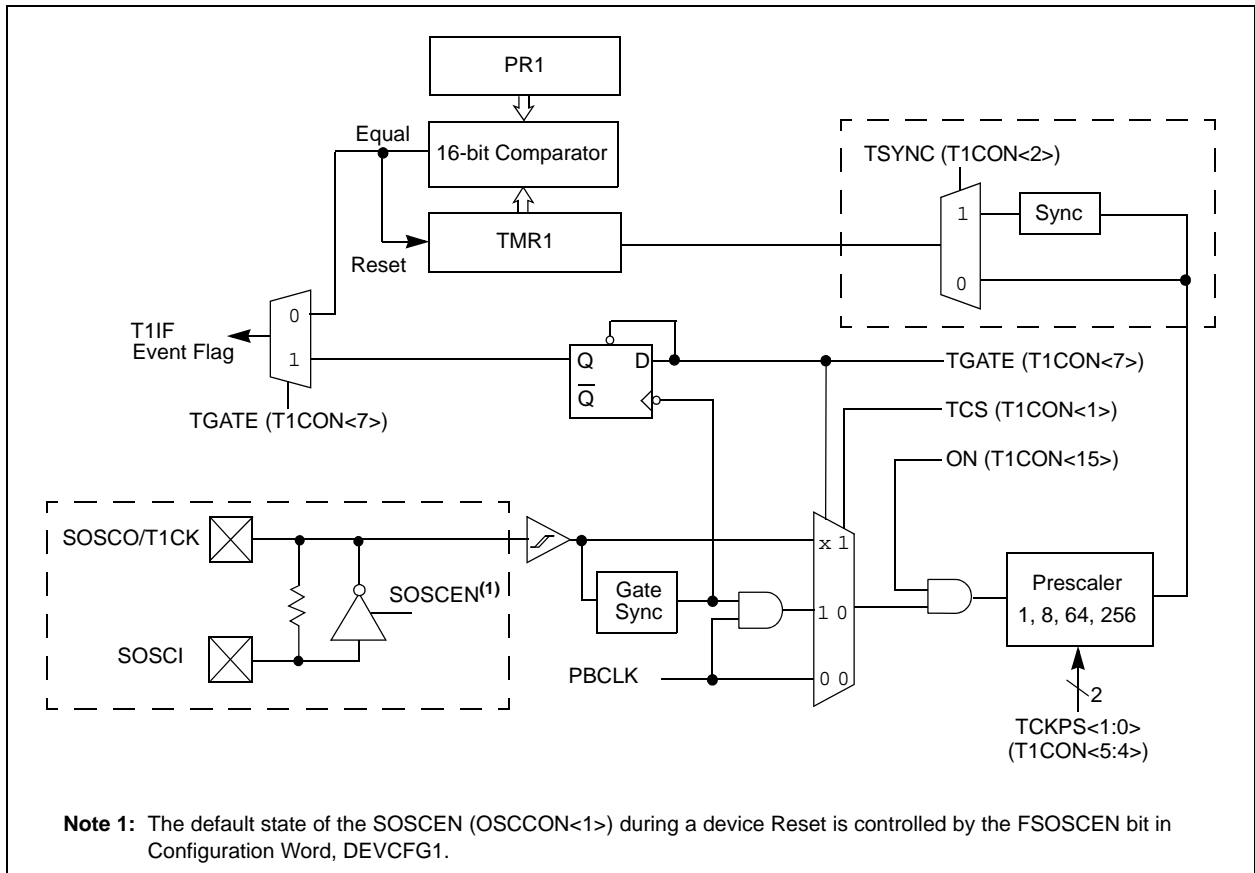 PR1
Equal
16-bit Comparator
TSYNC (T1CON<2>)
1
Sync
TMR1
Reset
0
T1IF
Event Flag
0
1
TGATE (T1CON<7>)
Q
D
Q
TGATE (T1CON<7>)
TCS (T1CON<1>)
ON (T1CON<15>)
SOSCO/T1CK
SOSCEN(1)
SOSCI
Gate
Sync
PBCLK
x 1
1 0
0 0
Prescaler
1, 8, 64, 256
2
TCKPS<1:0>
(T1CON<5:4>)
Note 1: The default state of the SOSCEN (OSCCON<1>) during a device Reset is controlled by the FSOSCEN bit in
Configuration Word, DEVCFG1.